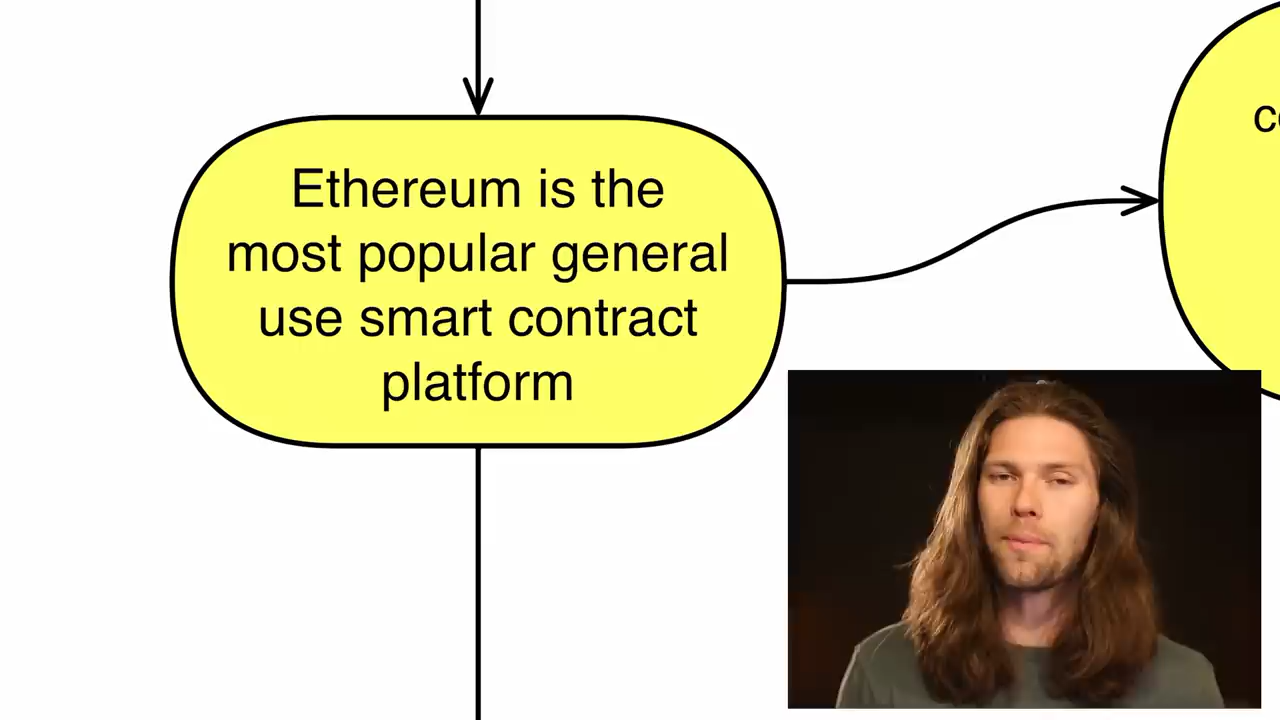 Ethereum is the
most popular general
use smart contract
platform